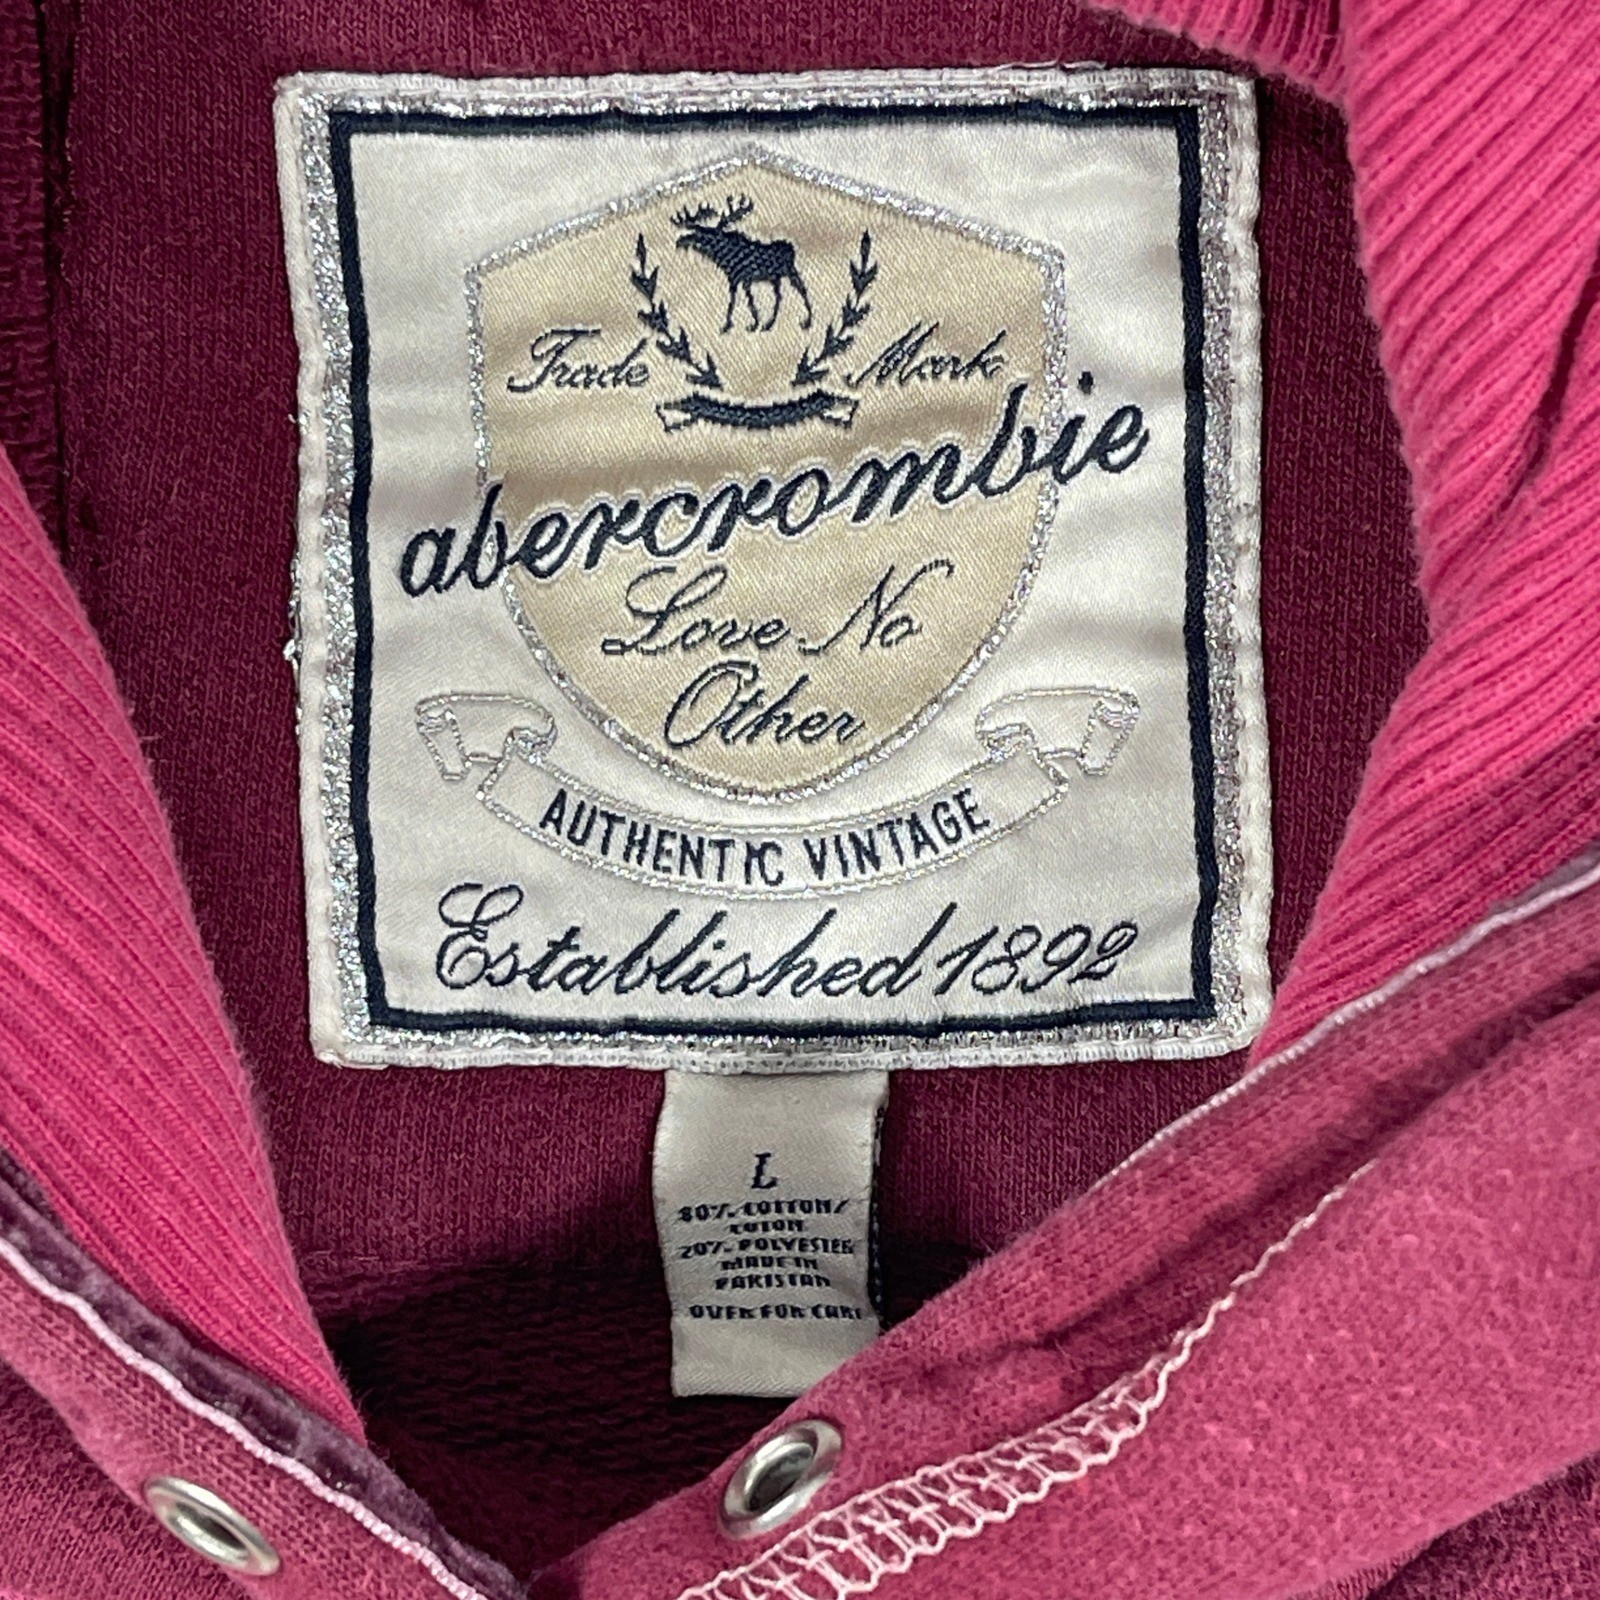 Trade Mark
abercrombie
Love No
Other
AUTHENTIC VINTAGE
Established 1892
L
80% COTTON/
COTON
20% POLYESTER
MADE IN
PAKISTAN
OVER FOR CARE